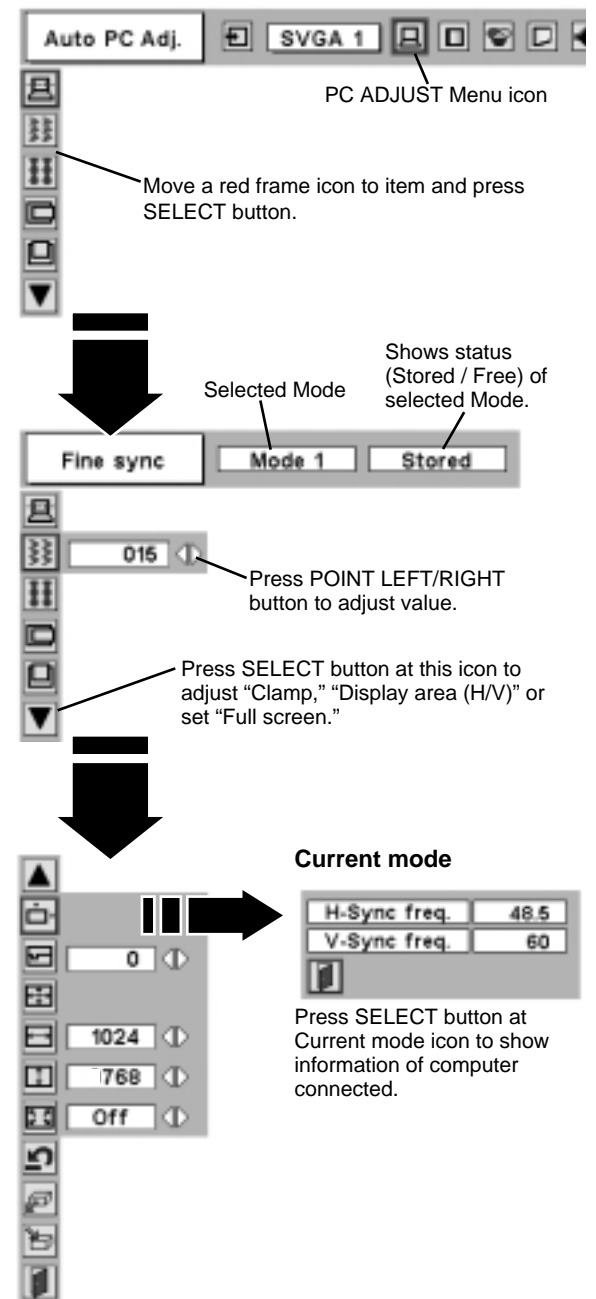 Auto PC Adj.
SVGA 1
PC ADJUST Menu icon
Move a red frame icon to item and press
SELECT button.
Selected Mode
Shows status
(Stored / Free) of
selected Mode.
Fine sync
Mode 1
Stored
015
Press POINT LEFT/RIGHT
button to adjust value.
Press SELECT button at this icon to
adjust “Clamp,” “Display area (H/V)” or
set “Full screen.”
Current mode
H-Sync freq. 48.5
V-Sync freq. 60
Press SELECT button at
Current mode icon to show
information of computer
connected.
0
1024
768
Off